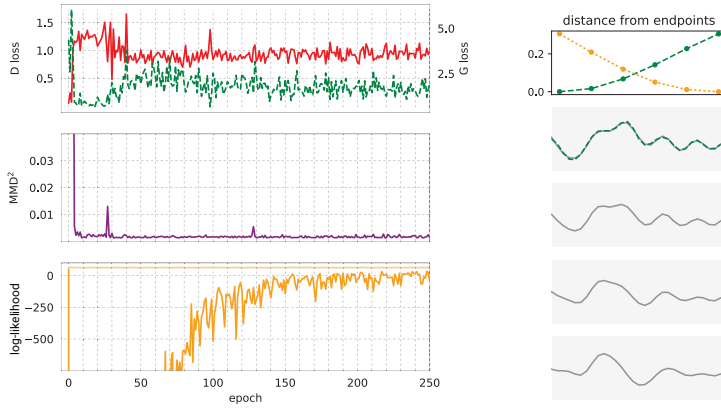 distance from endpoints
1.5
1.0
0.5
D loss
5.0
2.5
G loss
0.2
0.0
0.03
0.02
0.01
MMD²
0
−250
−500
log-likelihood
0 50 100 150 200 250
epoch